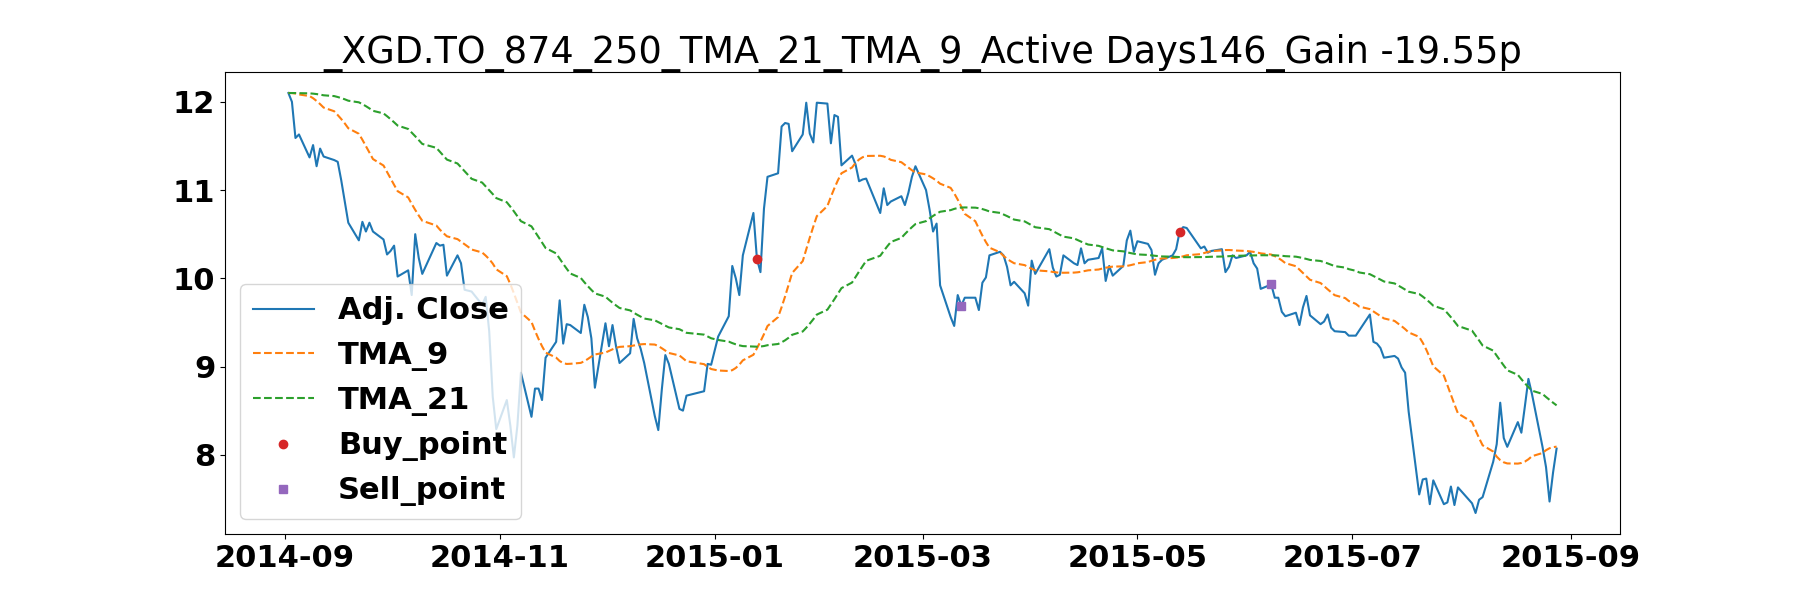 _XGD.TO_874_250_TMA_21_TMA_9_Active Days146_Gain -19.55p
12
11
10
9
8
Adj. Close
TMA_9
TMA_21
Buy_point
Sell_point
2014-09 2014-11 2015-01 2015-03 2015-05 2015-07 2015-09